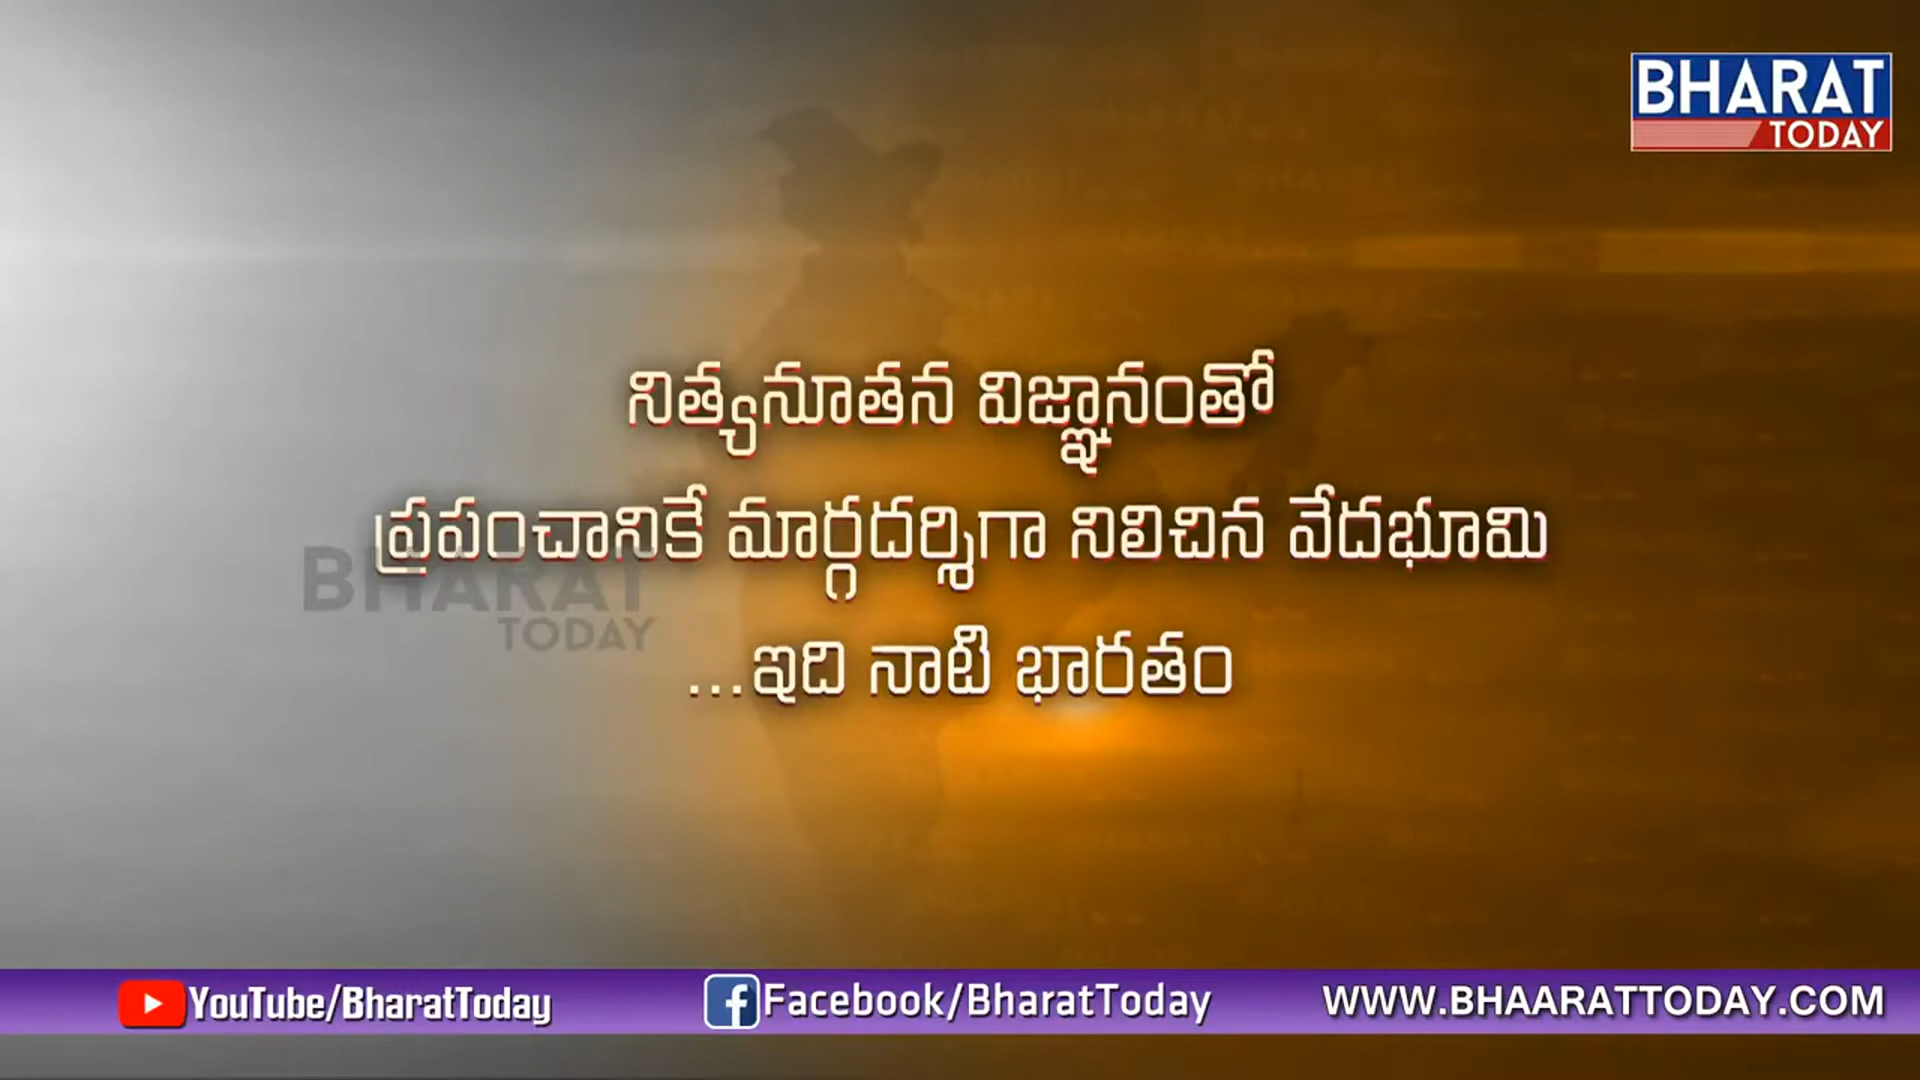 BHARAT
TODAY
నిత్యనూతన విజ్ఞానంతో
ప్రపంచానికే మార్గదర్శిగా నిలిచిన వేదభూమి
...ఇది నాటి భారతం
BHARAT
TODAY
YouTube/BharatToday
Facebook/BharatToday
WWW.BHAARATTODAY.COM